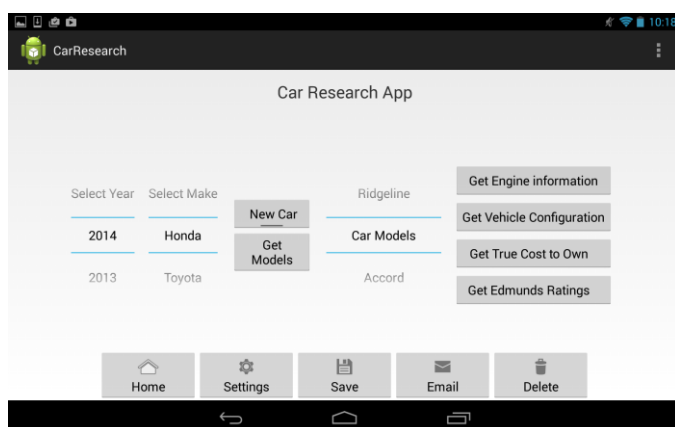 10:18
CarResearch
Car Research App
Select Year
2014
2013
Select Make
Honda
Toyota
New Car
Get
Models
Ridgeline
Car Models
Accord
Get Engine information
Get Vehicle Configuration
Get True Cost to Own
Get Edmunds Ratings
Home
Settings
Save
Email
Delete